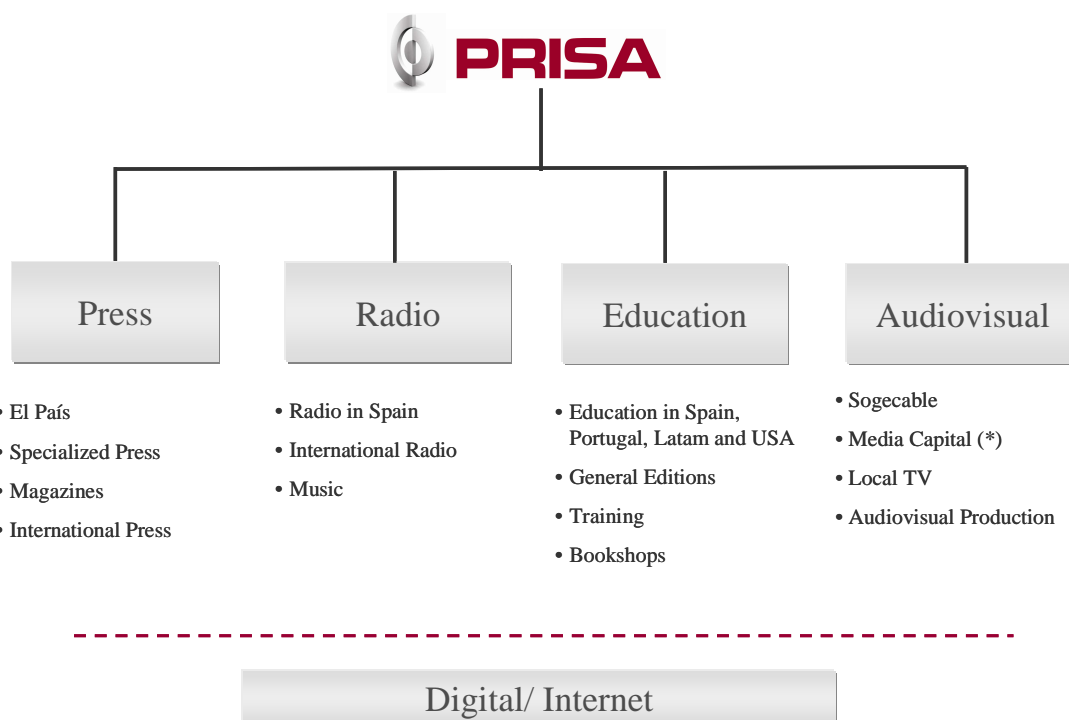 PRISA
Press
Radio
Education
Audiovisual
• El País
• Specialized Press
• Magazines
• International Press
• Radio in Spain
• International Radio
• Music
• Education in Spain,
Portugal, Latam and USA
• General Editions
• Training
• Bookshops
• Sogecable
• Media Capital (*)
• Local TV
• Audiovisual Production
Digital/ Internet